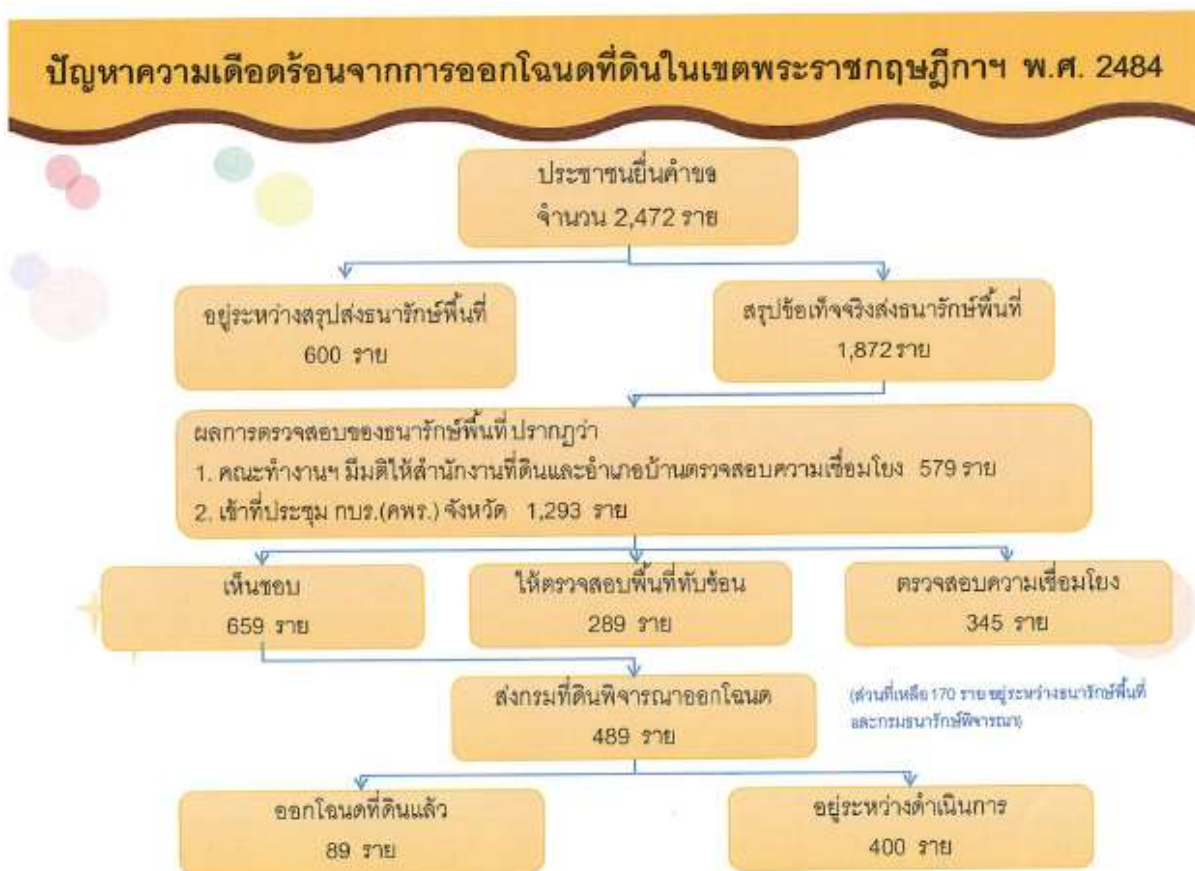 ปัญหาความเดือดร้อนจากการออกโฉนดที่ดินในเขตพระราชกฤษฎีกาฯ พ.ศ. 2484
ประชาชนยื่นคำขอ
จำนวน 2,472 ราย
อยู่ระหว่างสรุปส่งธนารักษ์พื้นที่
600 ราย
สรุปข้อเท็จจริงส่งธนารักษ์พื้นที่
1,872 ราย
ผลการตรวจสอบของธนารักษ์พื้นที่ ปรากฏว่า
1. คณะทำงานฯ มีมติให้สำนักงานที่ดินและอำเภอบ้านตรวจสอบความเชื่อมโยง 579 ราย
2. เข้าที่ประชุม กบร.(คพร.) จังหวัด 1,293 ราย
เห็นชอบ
659 ราย
ให้ตรวจสอบพื้นที่ทับซ้อน
289 ราย
ตรวจสอบความเชื่อมโยง
345 ราย
ส่งกรมที่ดินพิจารณาออกโฉนด
489 ราย
(ส่วนที่เหลือ 170 ราย อยู่ระหว่างธนารักษ์พื้นที่
และกรมธนารักษ์พิจารณา)
ออกโฉนดที่ดินแล้ว
89 ราย
อยู่ระหว่างดำเนินการ
400 ราย